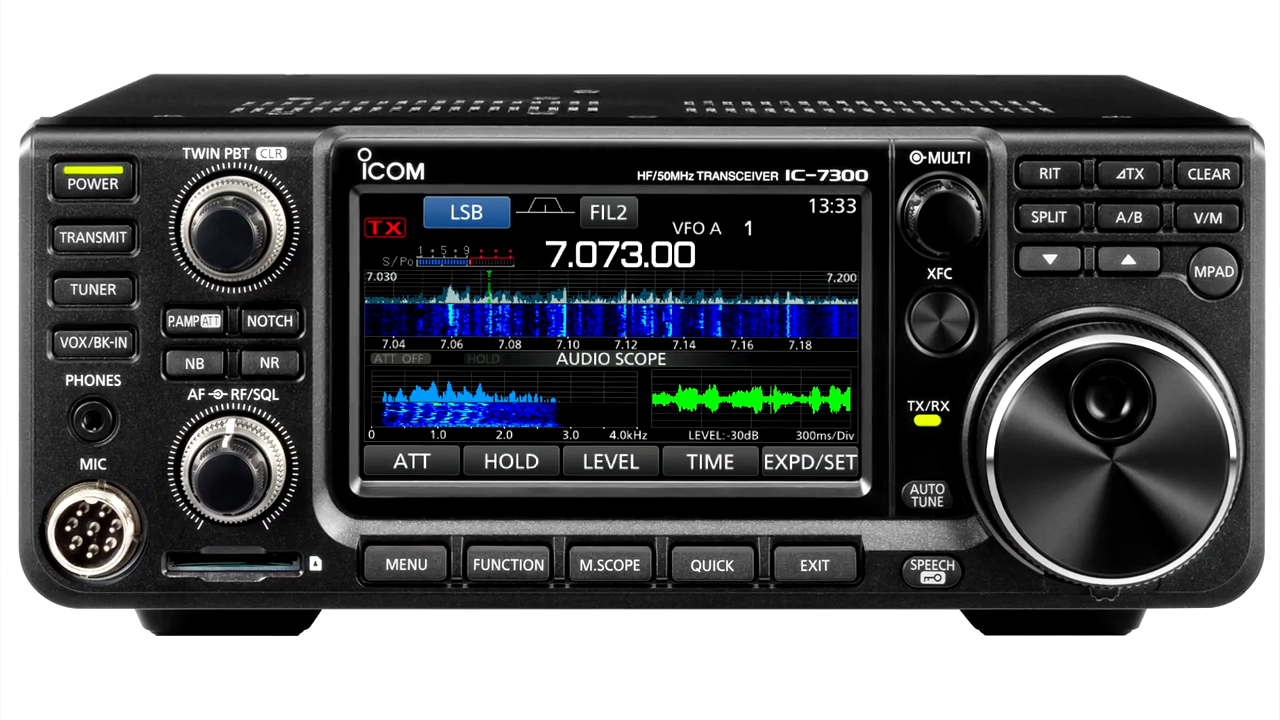 TWIN PBT CLR
POWER
TRANSMIT
TUNER
VOX/BK-IN
P.AMP ATT
NOTCH
NB
NR
PHONES
AF RF/SQL
MIC
ICOM
HF/50MHz TRANSCEIVER IC-7300
LSB
FIL2
13:33
TX
VFO A 1
1 • 5 • 9
S/Po
7.073.00
7.030
7.200
7.04 7.06 7.08 7.10 7.12 7.14 7.16 7.18
ATT OFF
HOLD
AUDIO SCOPE
0 1.0 2.0 3.0 4.0kHz
LEVEL:-30dB 300ms/Div
ATT
HOLD
LEVEL
TIME
EXPD/SET
MENU
FUNCTION
M.SCOPE
QUICK
EXIT
MULTI
XFC
TX/RX
AUTO
TUNE
SPEECH
RIT
⊿TX
CLEAR
SPLIT
A/B
V/M
MPAD